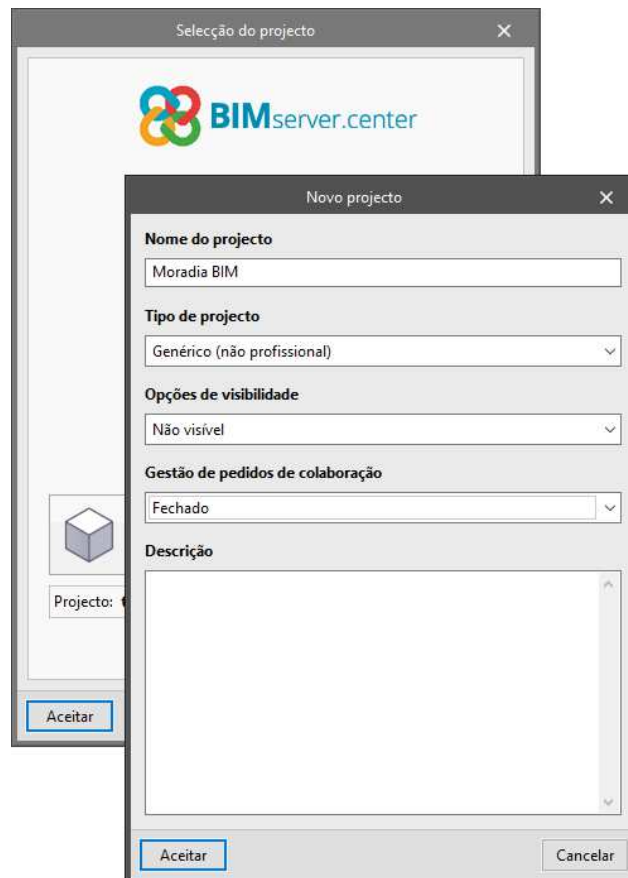 Selecção do projecto
BIMserver.center
Novo projecto
Nome do projecto
Moradia BIM
Tipo de projecto
Genérico (não profissional)
Opções de visibilidade
Não visível
Gestão de pedidos de colaboração
Fechado
Descrição
Projecto:
Aceitar
Aceitar
Cancelar